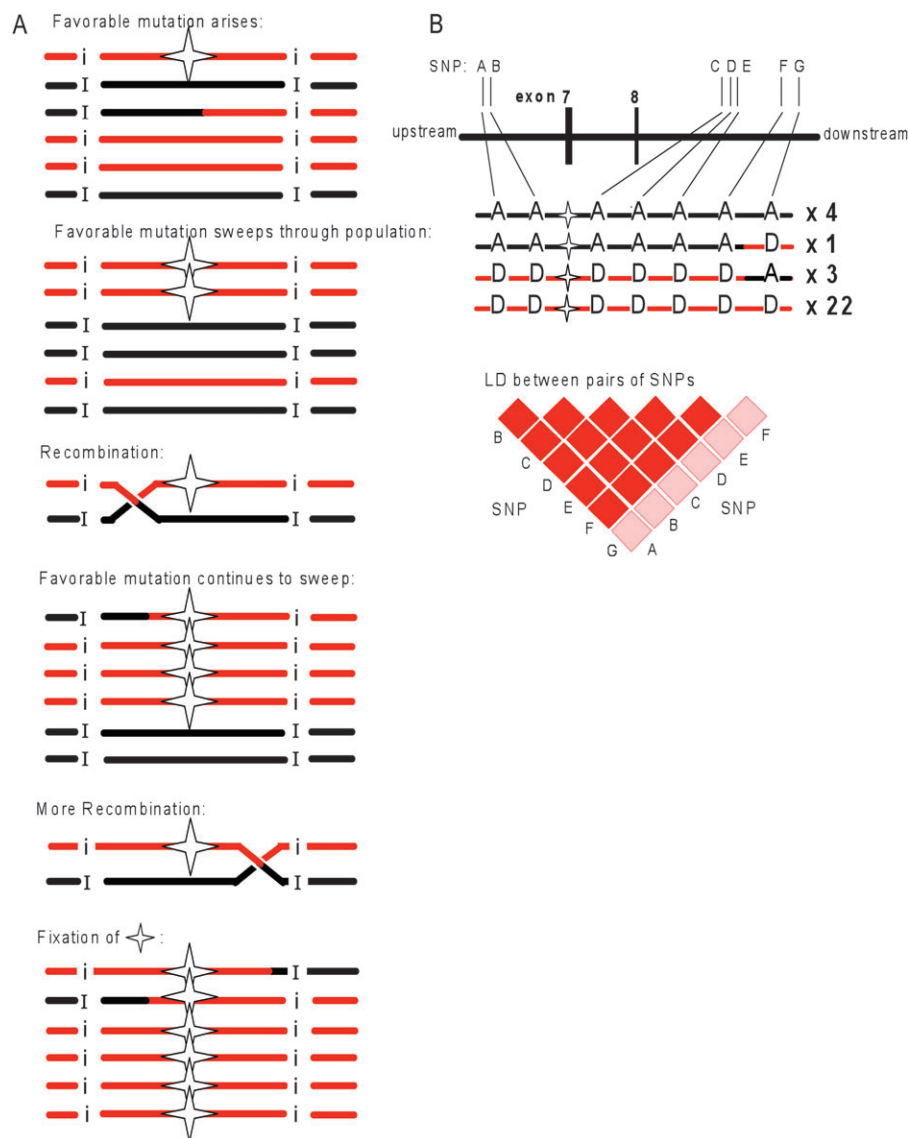 A
Favorable mutation arises:
i i
I I
I i
i i
i i
I I
Favorable mutation sweeps through population:
i i
i i
I I
I I
i i
I I
Recombination:
i i
I I
Favorable mutation continues to sweep:
I i
i i
i i
i i
I I
I I
More Recombination:
i i
I I
Fixation of :
i I
I i
i i
i i
i i
i i
B
SNP: A B C D E F G
exon 7 8
upstream downstream
A A A A A A A x 4
A A A A A A D x 1
D D D D D D A x 3
D D D D D D D x 22
LD between pairs of SNPs
B F
C E
D D
SNP SNP
E C
F B
G A